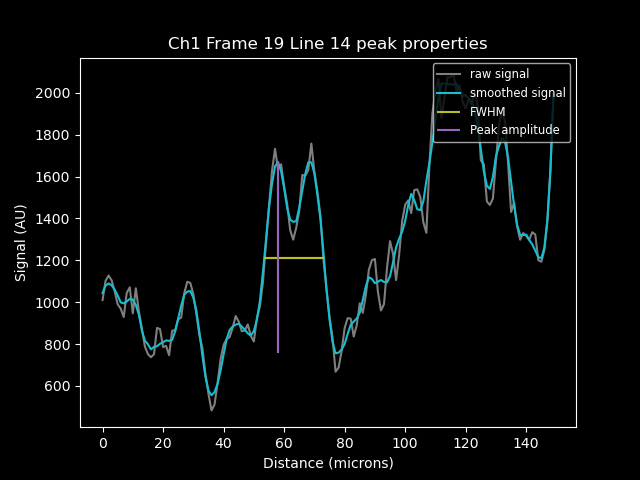 Ch1 Frame 19 Line 14 peak properties
raw signal
smoothed signal
FWHM
Peak amplitude
2000
1800
1600
1400
1200
1000
800
600
Signal (AU)
0 20 40 60 80 100 120 140
Distance (microns)